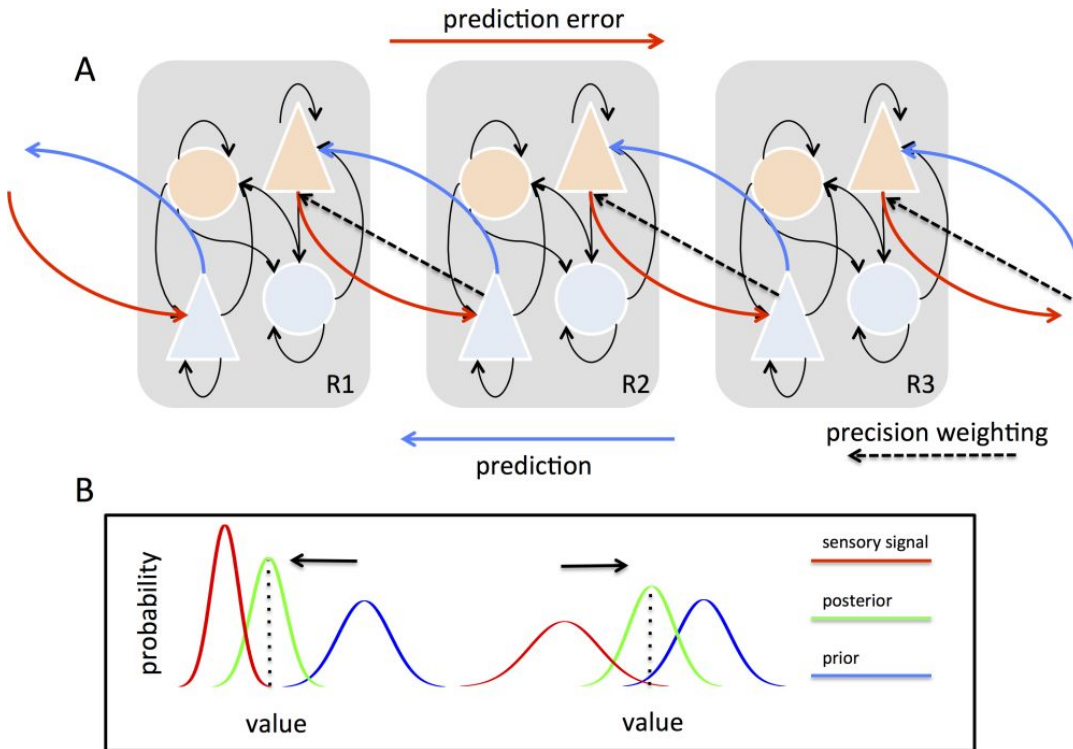 prediction error
A
R1
R2
R3
prediction
precision weighting
B
probability
value
value
sensory signal
posterior
prior